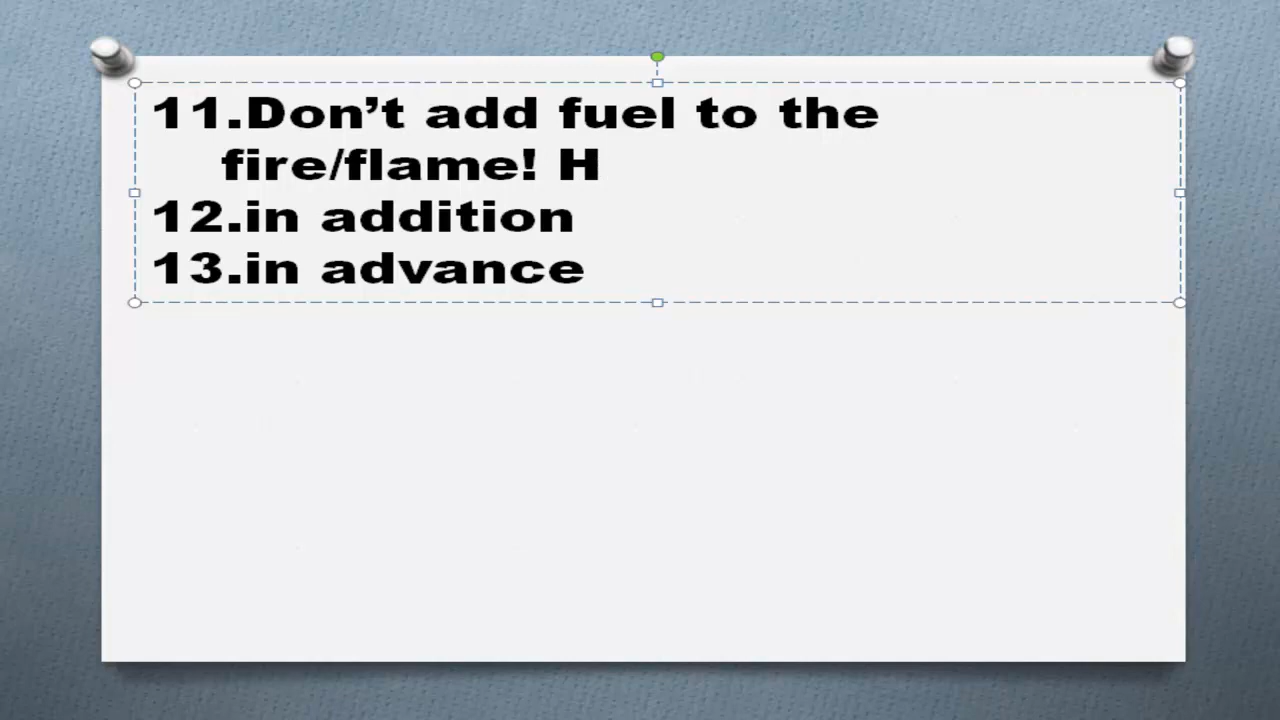 11.Don’t add fuel to the
fire/flame! H
12.in addition
13.in advance